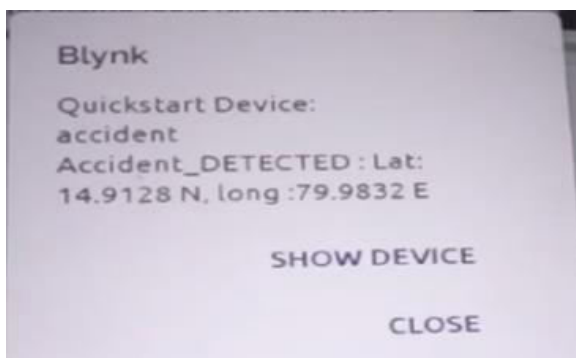 Blynk
Quickstart Device:
accident
Accident_DETECTED : Lat:
14.9128 N, long :79.9832 E
SHOW DEVICE
CLOSE